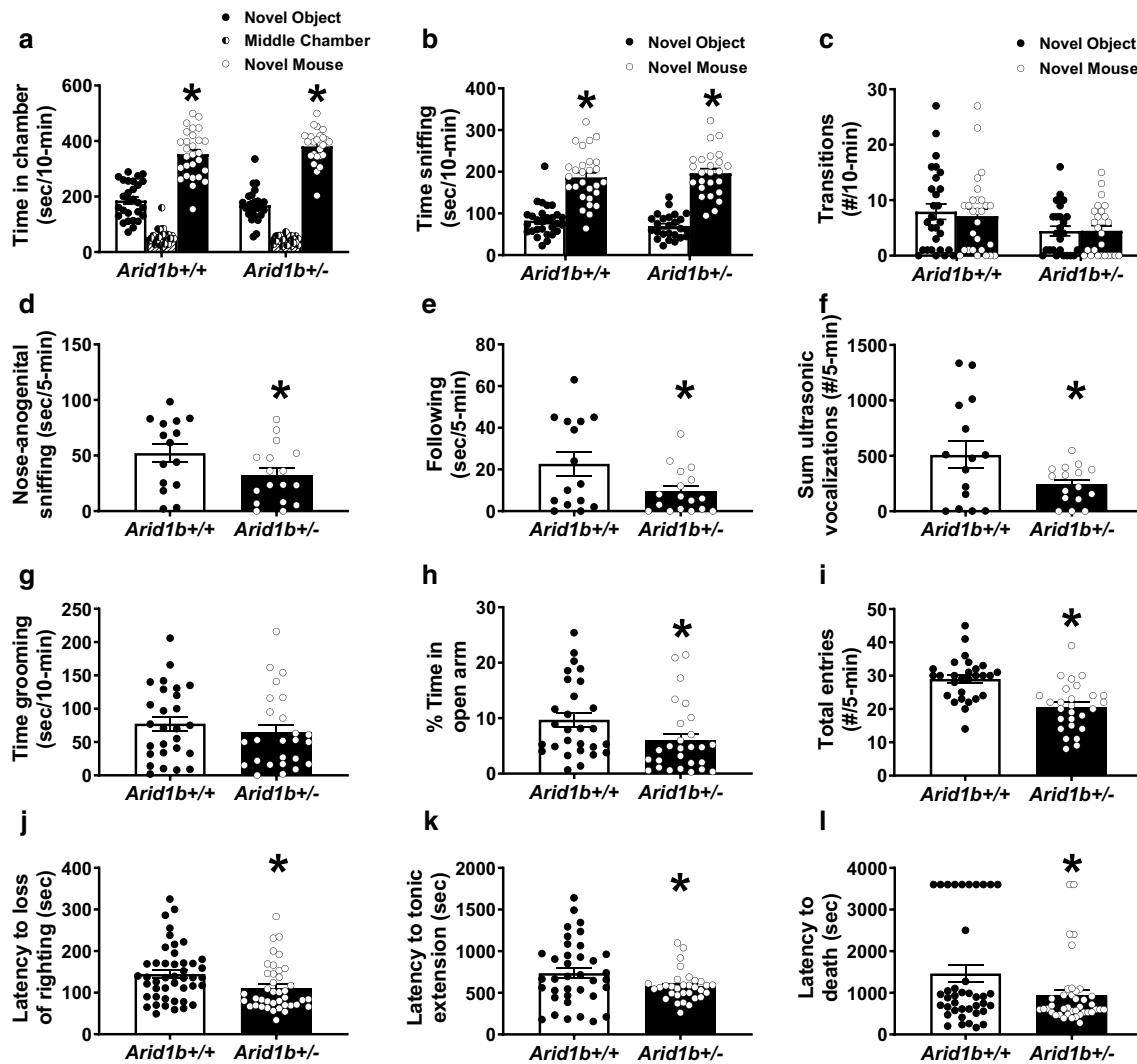 a
Novel Object
Middle Chamber
Novel Mouse
Time in chamber
(sec/10-min)
600
400
200
0
*
*
Arid1b+/+
Arid1b+/-
b
Novel Object
Novel Mouse
Time sniffing
(sec/10-min)
400
300
200
100
0
*
*
Arid1b+/+
Arid1b+/-
c
Novel Object
Novel Mouse
Transitions
(#/10-min)
30
20
10
0
Arid1b+/+
Arid1b+/-
d
Nose-anogenital
sniffing (sec/5-min)
150
100
50
0
*
Arid1b+/+
Arid1b+/-
e
Following
(sec/5-min)
80
60
40
20
0
*
Arid1b+/+
Arid1b+/-
f
Sum ultrasonic
vocalizations (#/5-min)
1500
1000
500
0
*
Arid1b+/+
Arid1b+/-
g
Time grooming
(sec/10-min)
250
200
150
100
50
0
Arid1b+/+
Arid1b+/-
h
% Time in
open arm
30
20
10
0
*
Arid1b+/+
Arid1b+/-
i
Total entries
(#/5-min)
50
40
30
20
10
0
*
Arid1b+/+
Arid1b+/-
j
Latency to loss
of righting (sec)
400
300
200
100
0
*
Arid1b+/+
Arid1b+/-
k
Latency to tonic
extension (sec)
2000
1500
1000
500
0
*
Arid1b+/+
Arid1b+/-
l
Latency to
death (sec)
4000
3000
2000
1000
0
*
Arid1b+/+
Arid1b+/-